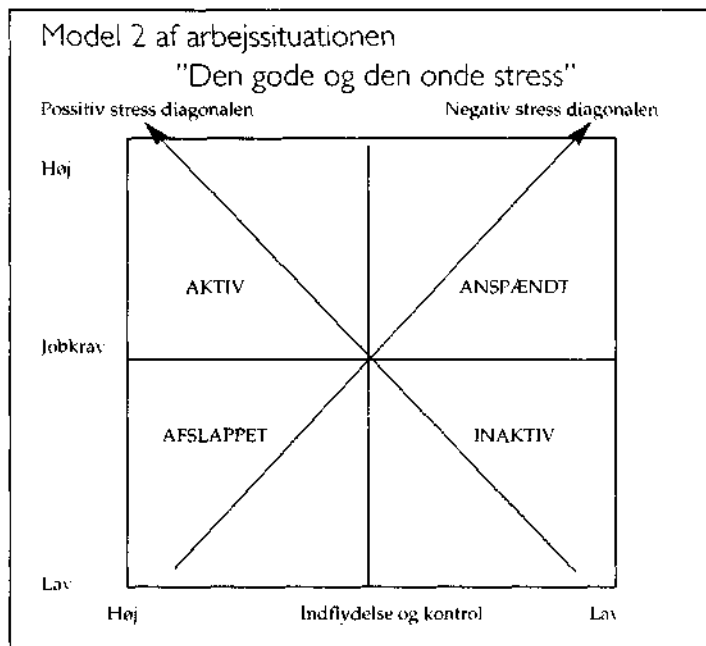 Model 2 af arbejssituationen
"Den gode og den onde stress"
Possitiv stress diagonalen Negativ stress diagonalen
Høj
AKTIV ANSPÆNDT
Jobkrav
AFSLAPPET INAKTIV
Lav
Høj Indflydelse og kontrol Lav